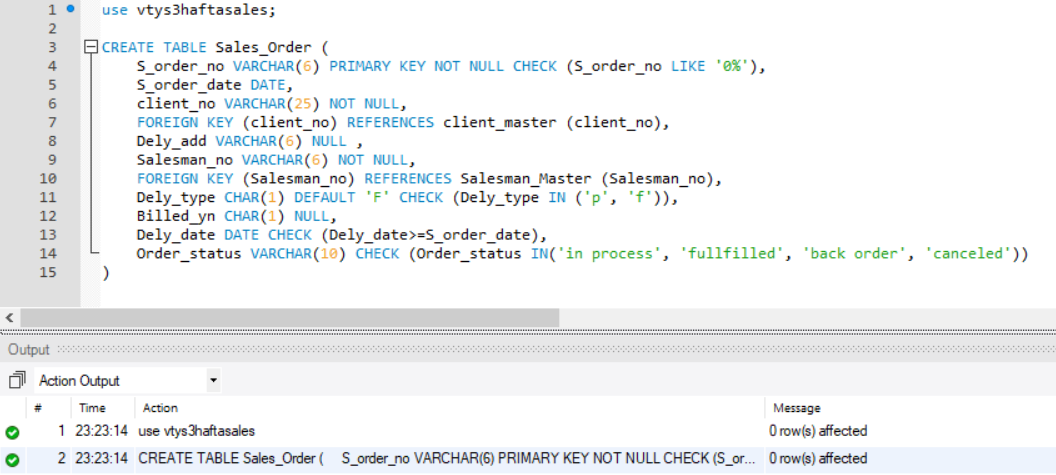 1 use vtys3haftasales;
2
3 CREATE TABLE Sales_Order (
4 S_order_no VARCHAR(6) PRIMARY KEY NOT NULL CHECK (S_order_no LIKE '0%'),
5 S_order_date DATE,
6 client_no VARCHAR(25) NOT NULL,
7 FOREIGN KEY (client_no) REFERENCES client_master (client_no),
8 Dely_add VARCHAR(6) NULL ,
9 Salesman_no VARCHAR(6) NOT NULL,
10 FOREIGN KEY (Salesman_no) REFERENCES Salesman_Master (Salesman_no),
11 Dely_type CHAR(1) DEFAULT 'F' CHECK (Dely_type IN ('p', 'f')),
12 Billed_yn CHAR(1) NULL,
13 Dely_date DATE CHECK (Dely_date>=S_order_date),
14 Order_status VARCHAR(10) CHECK (Order_status IN('in process', 'fullfilled', 'back order', 'canceled'))
15 )
Output
Action Output
# Time Action Message
1 23:23:14 use vtys3haftasales 0 row(s) affected
2 23:23:14 CREATE TABLE Sales_Order ( S_order_no VARCHAR(6) PRIMARY KEY NOT NULL CHECK (S_or... 0 row(s) affected